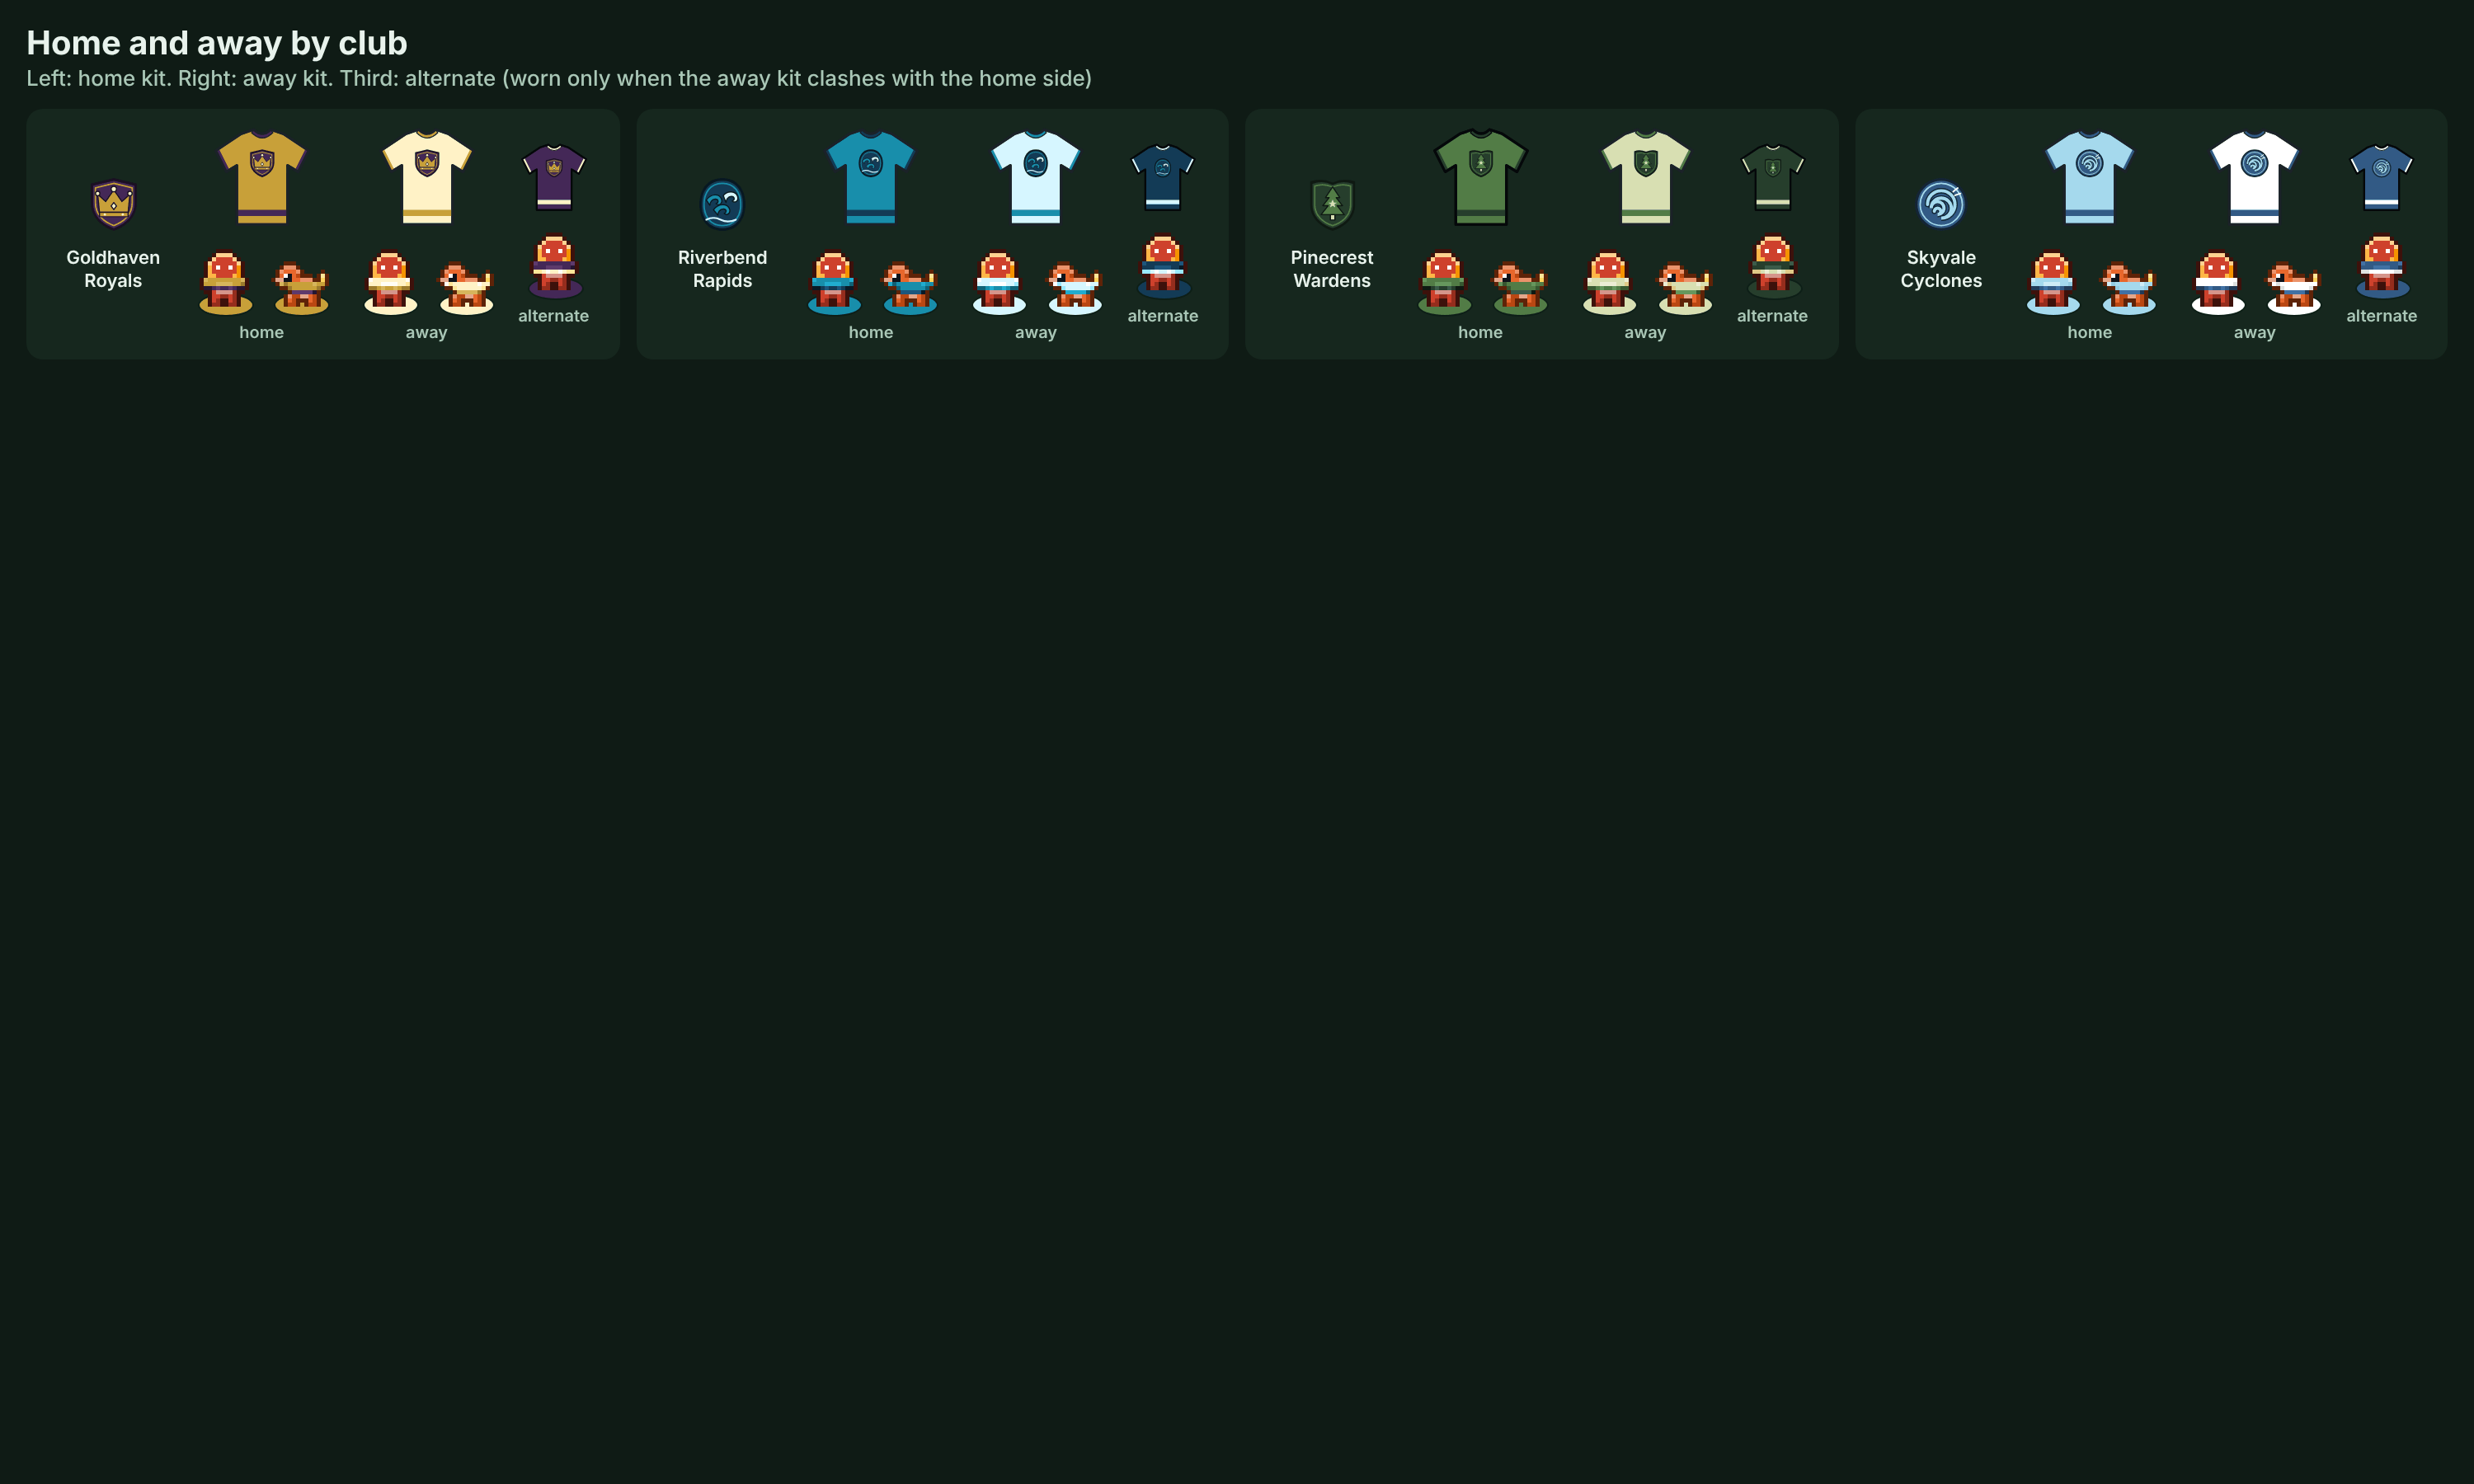 Home and away by club
Left: home kit. Right: away kit. Third: alternate (worn only when the away kit clashes with the home side)
Goldhaven
Royals
home
away
alternate
Riverbend
Rapids
home
away
alternate
Pinecrest
Wardens
home
away
alternate
Skyvale
Cyclones
home
away
alternate